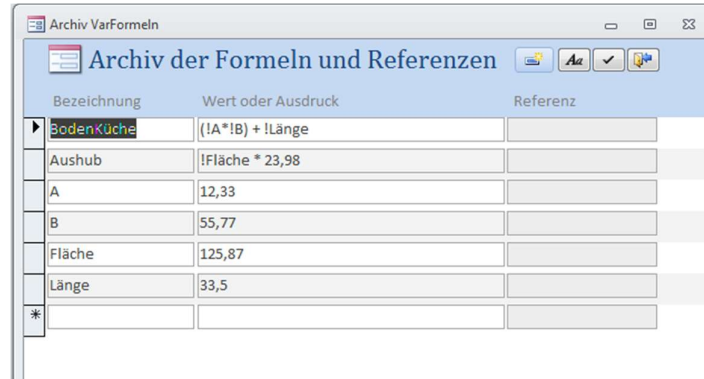 Archiv VarFormeln
Archiv der Formeln und Referenzen Aa
Bezeichnung Wert oder Ausdruck Referenz
BodenKüche (!A*!B) + !Länge
Aushub !Fläche * 23,98
A 12,33
B 55,77
Fläche 125,87
Länge 33,5
*